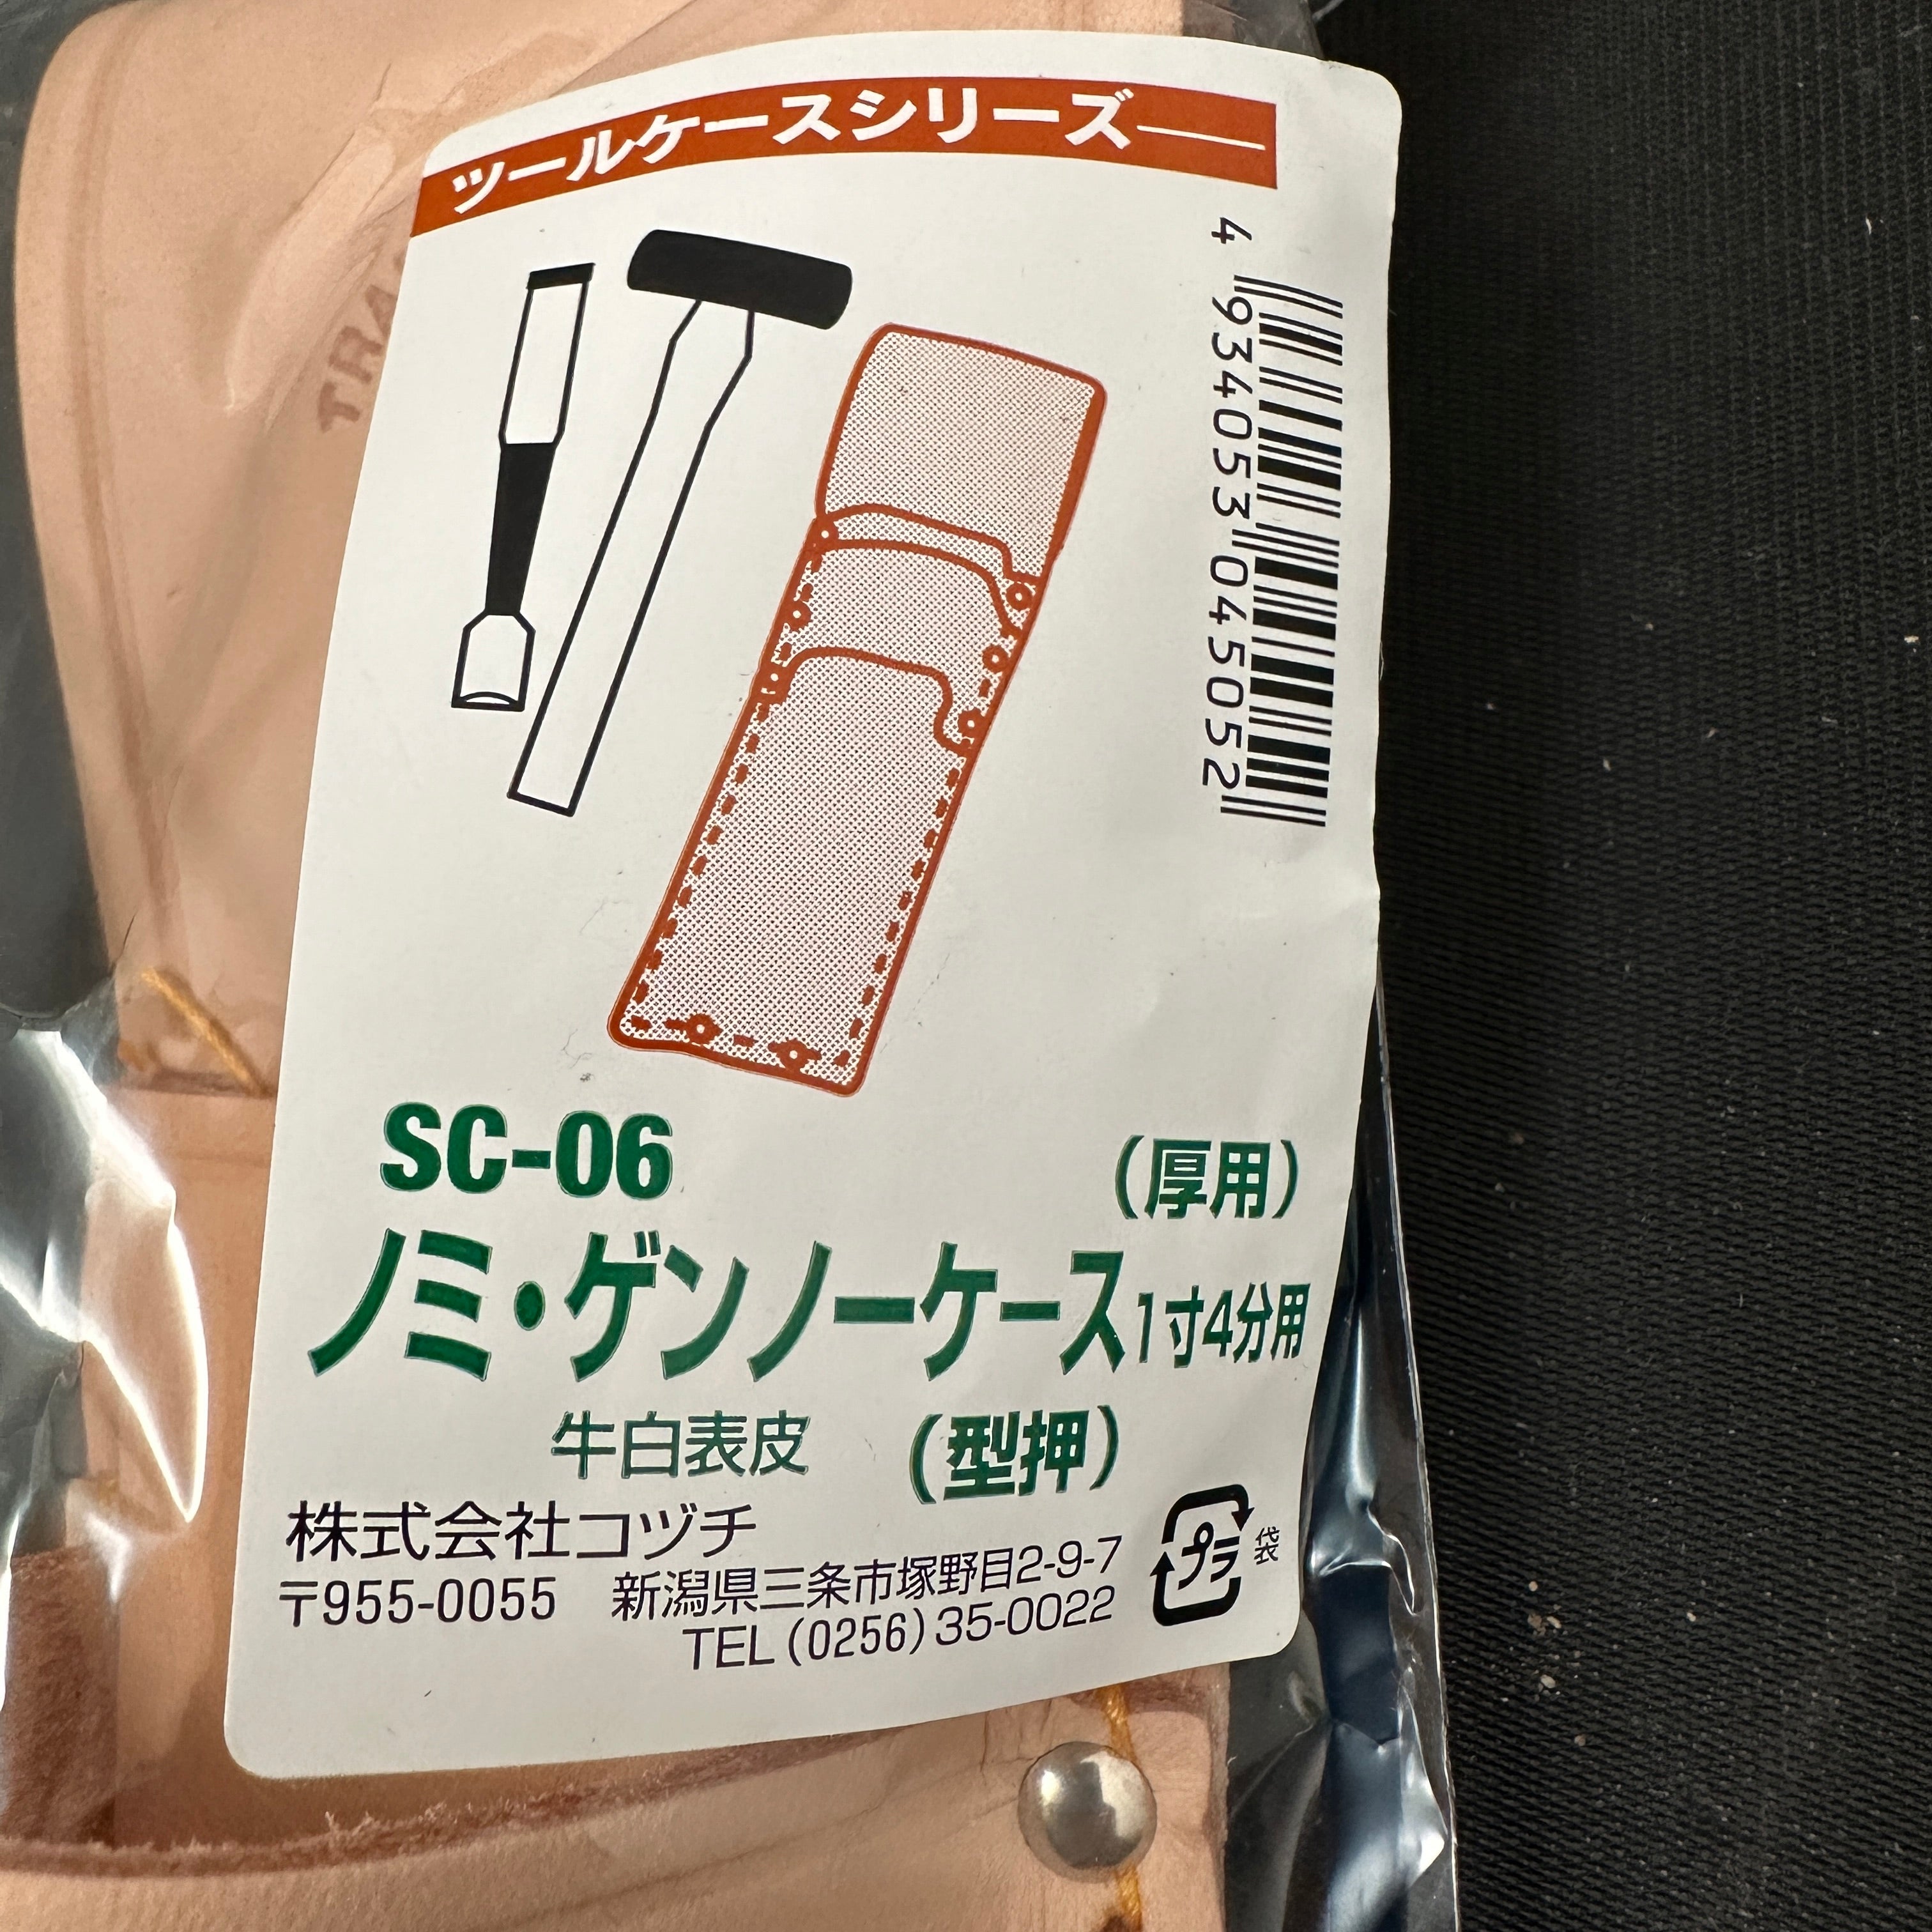 ツールケースシリーズ
4 934053 045052
SC-06
(厚用)
ノミ・ゲンノーケース1寸4分用
牛白表皮 (型押)
株式会社コヅチ
〒955-0055 新潟県三条市塚野目2-9-7
TEL(0256)35-0022
プラ
袋